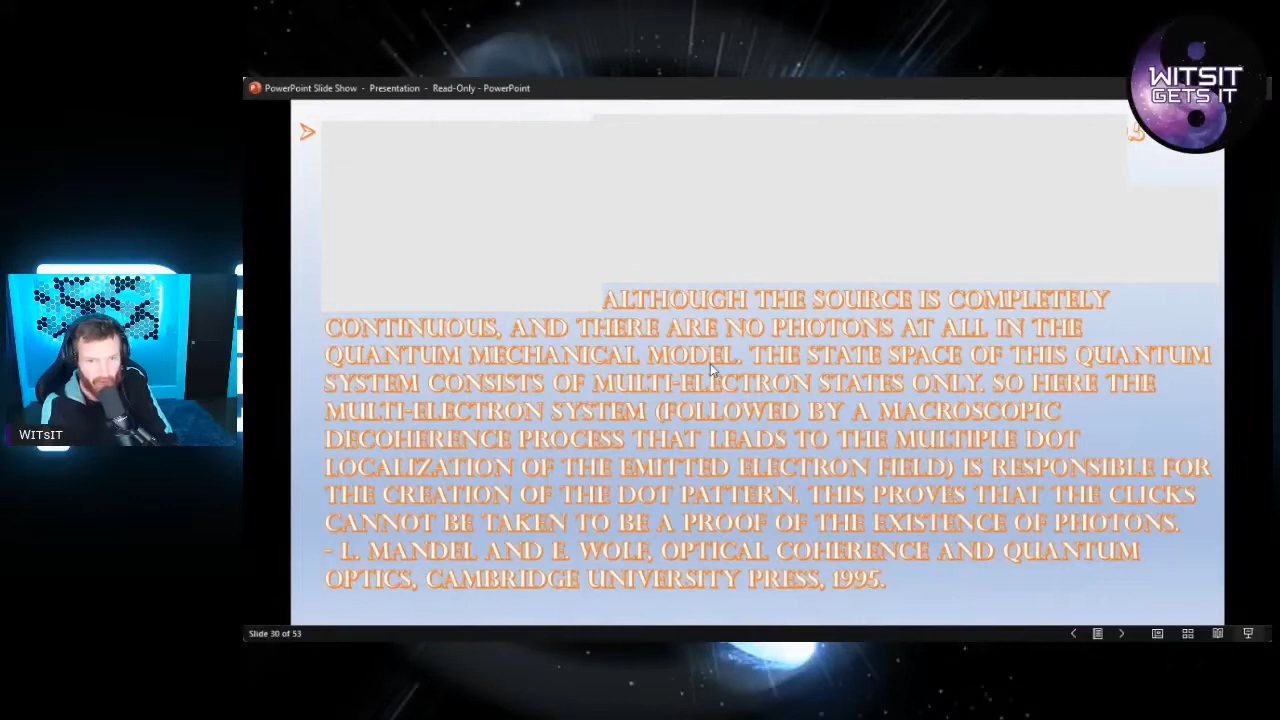 WITSIT
GETS IT
PowerPoint Slide Show - Presentation - Read-Only - PowerPoint
ALTHOUGH THE SOURCE IS COMPLETELY
CONTINUOUS, AND THERE ARE NO PHOTONS AT ALL IN THE
QUANTUM MECHANICAL MODEL. THE STATE SPACE OF THIS QUANTUM
SYSTEM CONSISTS OF MULTI-ELECTRON STATES ONLY. SO HERE THE
MULTI-ELECTRON SYSTEM (FOLLOWED BY A MACROSCOPIC
DECOHERENCE PROCESS THAT LEADS TO THE MULTIPLE DOT
LOCALIZATION OF THE EMITTED ELECTRON FIELD) IS RESPONSIBLE FOR
THE CREATION OF THE DOT PATTERN. THIS PROVES THAT THE CLICKS
CANNOT BE TAKEN TO BE A PROOF OF THE EXISTENCE OF PHOTONS.
- L. MANDEL AND E. WOLF, OPTICAL COHERENCE AND QUANTUM
OPTICS, CAMBRIDGE UNIVERSITY PRESS, 1995.
WITSIT
Slide 30 of 53